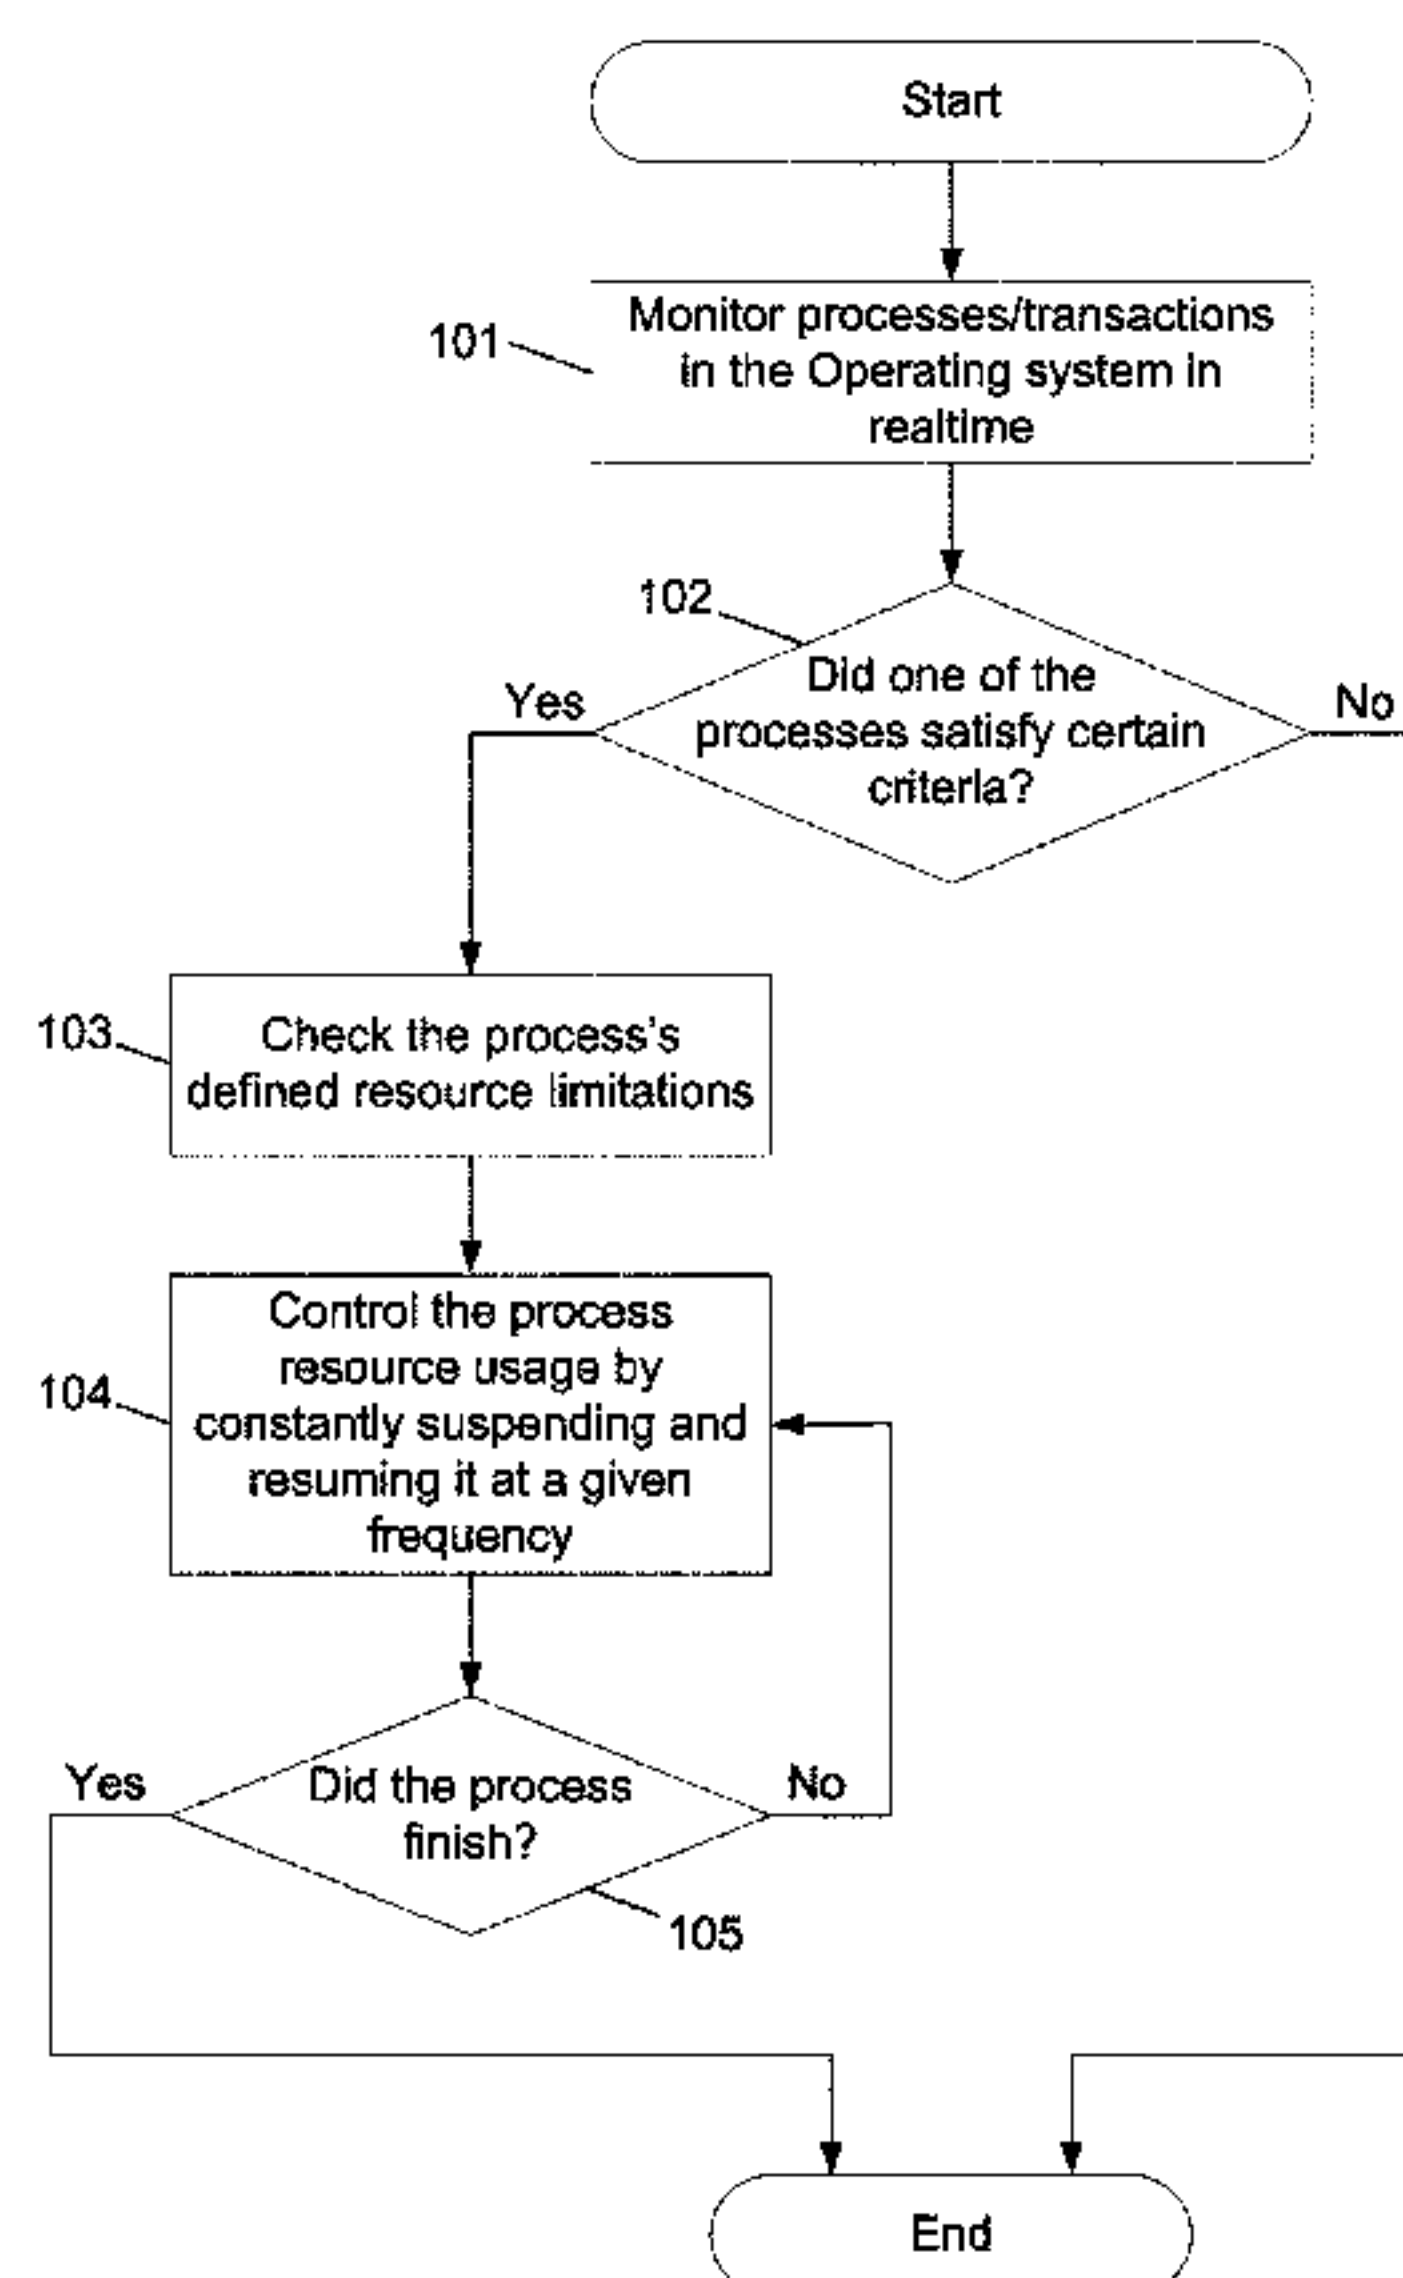 Start
101
Monitor processes/transactions
in the Operating system in
realtime
102
Did one of the
processes satisfy certain
criteria?
Yes
No
103
Check the process's
defined resource limitations
104
Control the process
resource usage by
constantly suspending and
resuming it at a given
frequency
Yes
Did the process
finish?
No
105
End